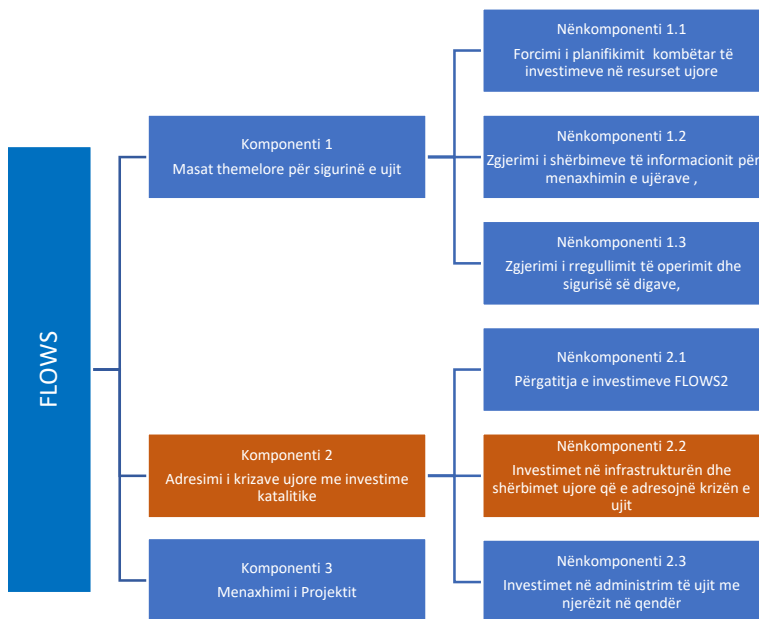 FLOWS
Komponenti 1
Masat themelore për sigurinë e ujit
Nënkomponenti 1.1
Forcimi i planifikimit kombëtar të
investimeve në resurset ujore
Nënkomponenti 1.2
Zgjerimi i shërbimeve të informacionit për
menaxhimin e ujërave ,
Nënkomponenti 1.3
Zgjerimi i rregullimit të operimit dhe
sigurisë së digave,
Komponenti 2
Adresimi i krizave ujore me investime
katalitike
Nënkomponenti 2.1
Përgatitja e investimeve FLOWS2
Nënkomponenti 2.2
Investimet në infrastrukturën dhe
shërbimet ujore që e adresojnë krizën e
ujit
Nënkomponenti 2.3
Investimet në administrim të ujit me
njerëzit në qendër
Komponenti 3
Menaxhimi i Projektit